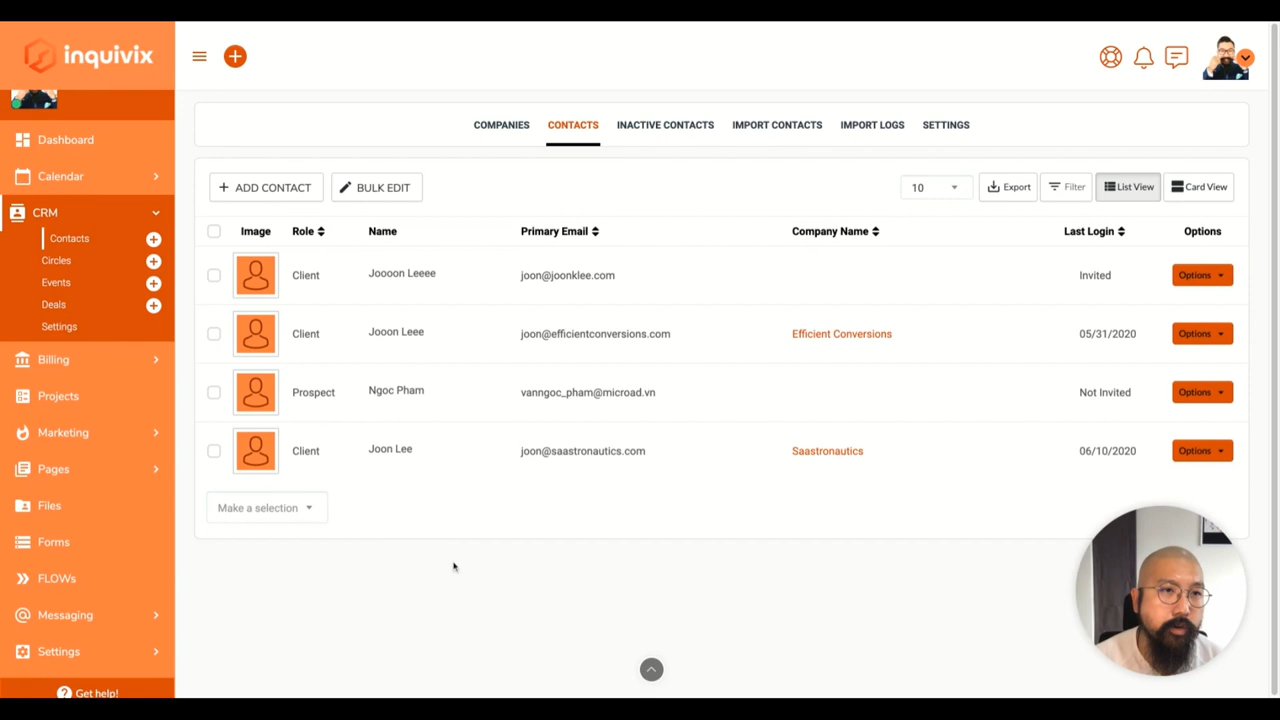 inquivix
Dashboard
Calendar
CRM
Contacts
Circles
Events
Deals
Settings
Billing
Projects
Marketing
Pages
Files
Forms
FLOWs
Messaging
Settings
Get help!
COMPANIES CONTACTS INACTIVE CONTACTS IMPORT CONTACTS IMPORT LOGS SETTINGS
+ ADD CONTACT BULK EDIT 10 Export Filter List View Card View
Image Role Name Primary Email Company Name Last Login Options
Client Joooon Leeee joon@joonklee.com Invited Options
Client Jooon Leee joon@efficientconversions.com Efficient Conversions 05/31/2020 Options
Prospect Ngoc Pham vanngoc_pham@microad.vn Not Invited Options
Client Joon Lee joon@saastronautics.com Saastronautics 06/10/2020 Options
Make a selection